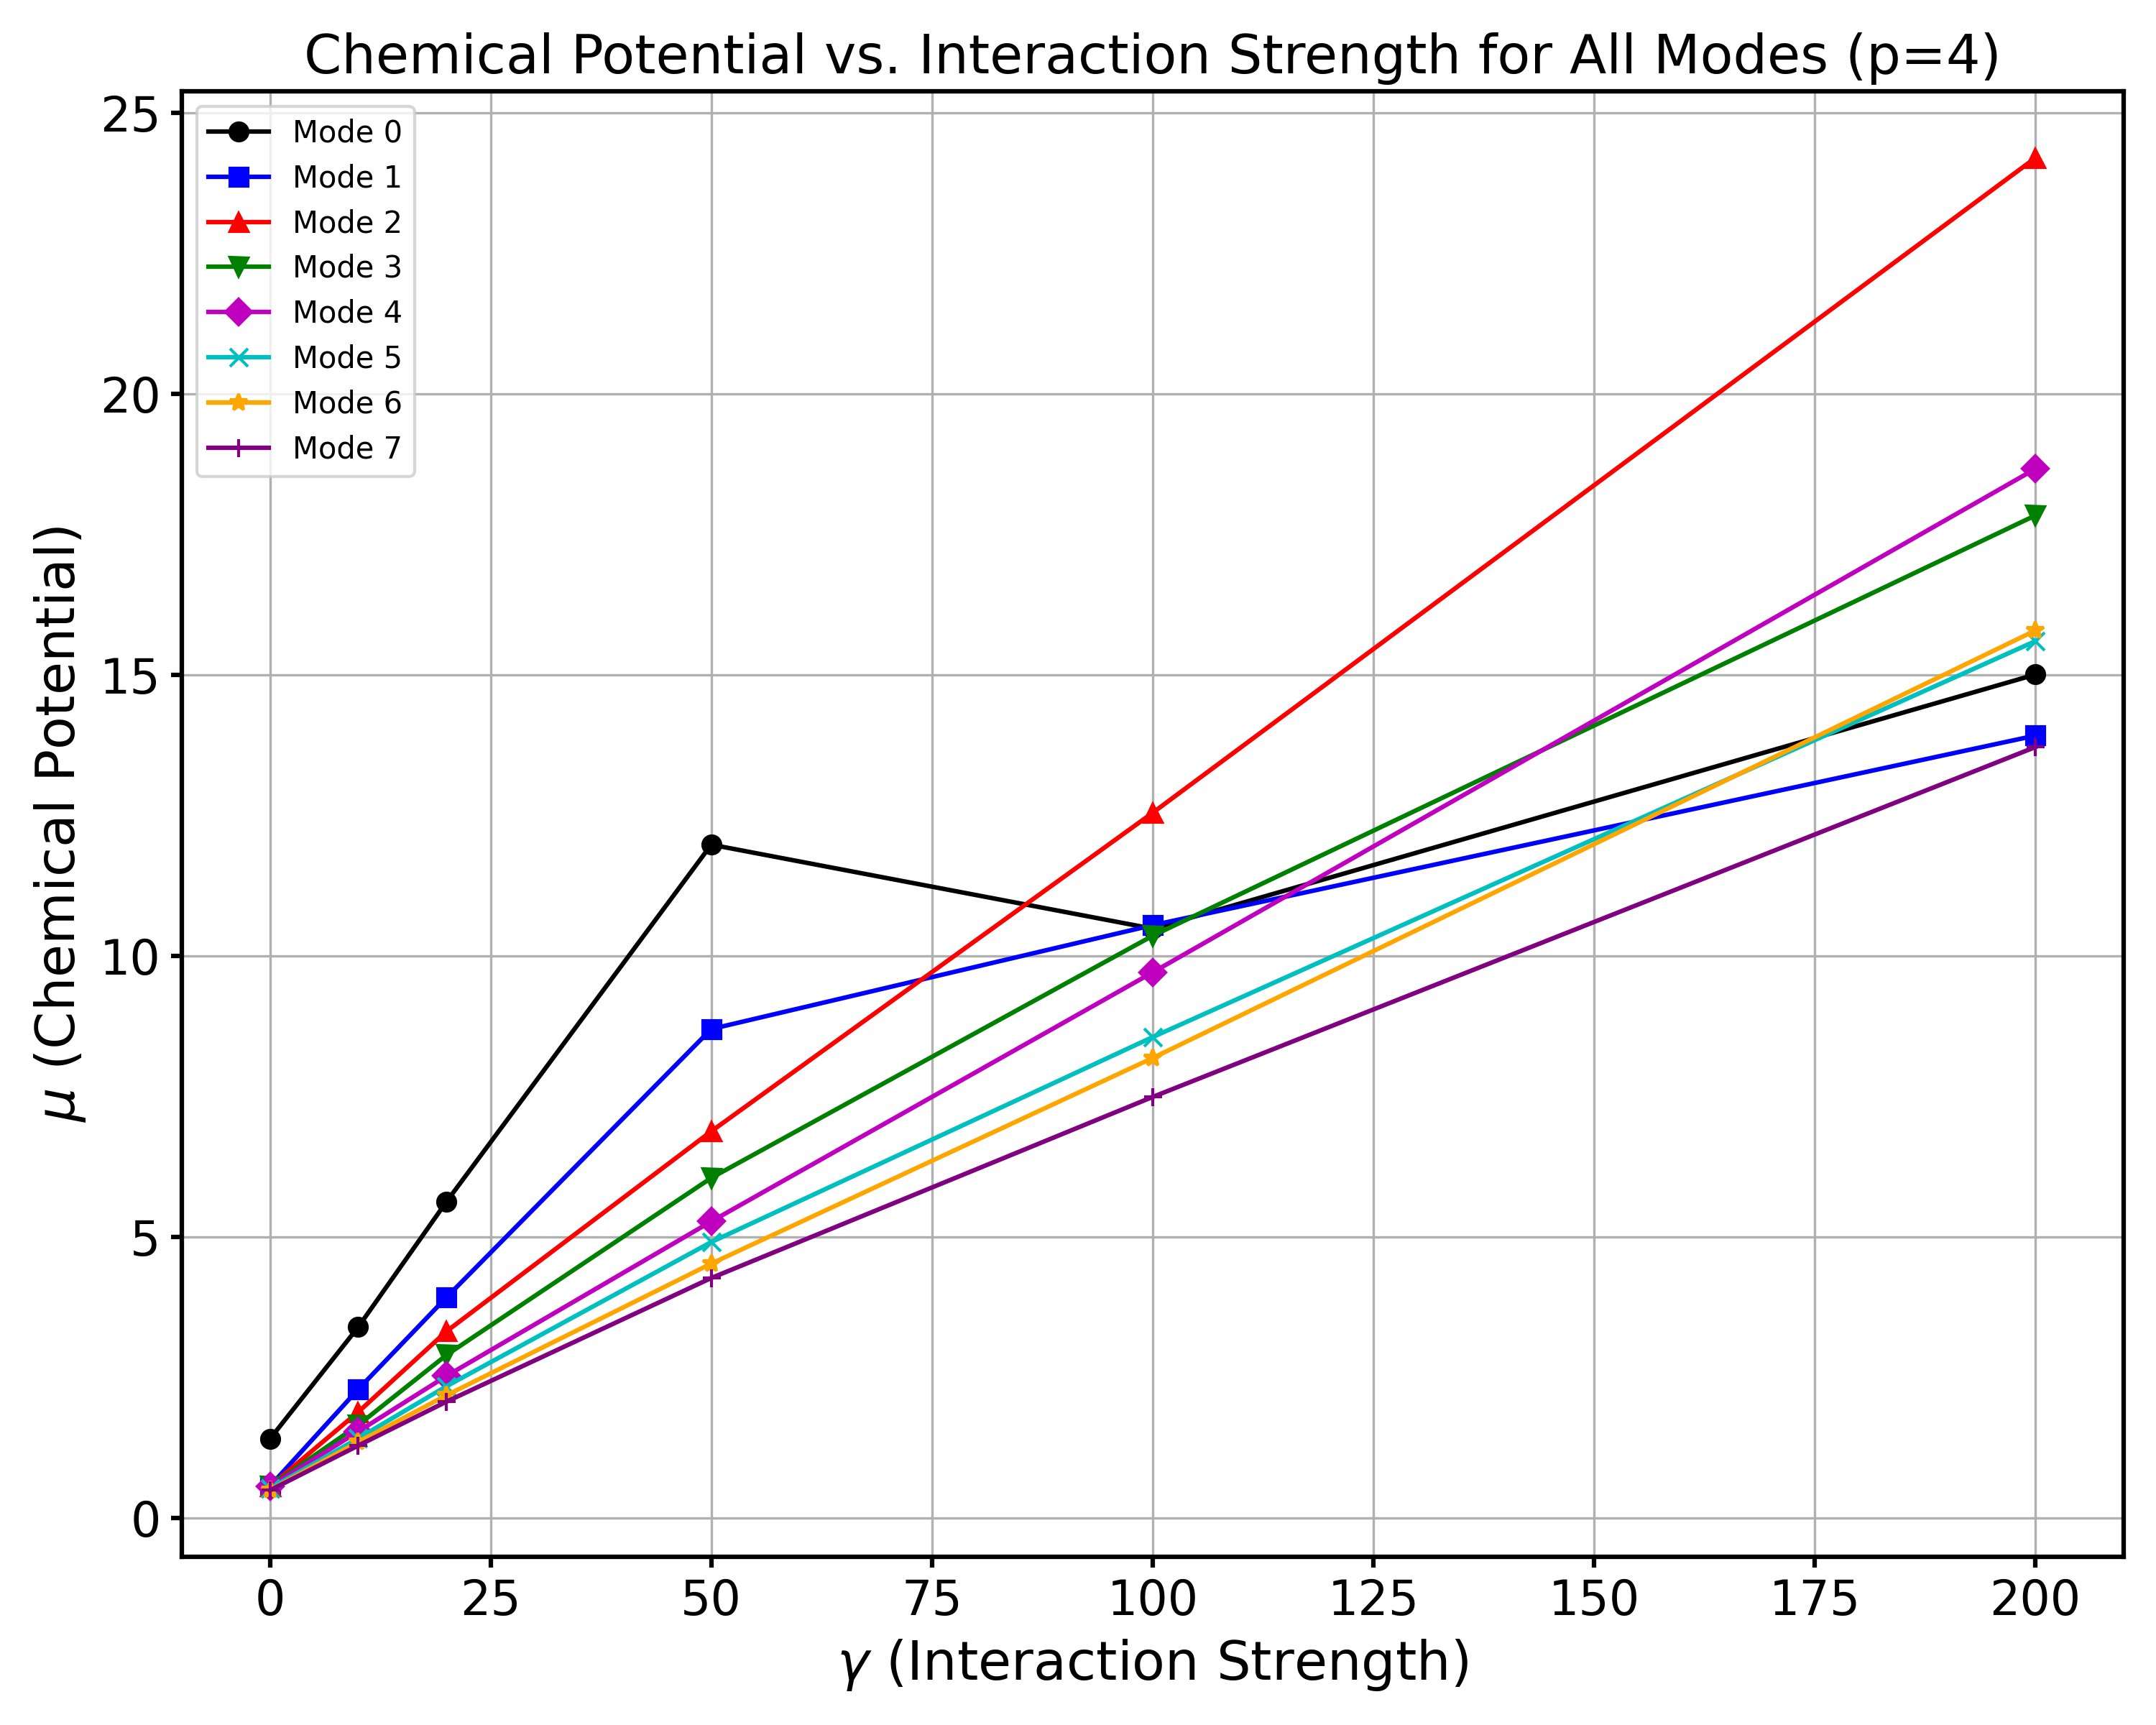 Chemical Potential vs. Interaction Strength for All Modes (p=4)
25
20
15
10
5
0
μ (Chemical Potential)
Mode 0
Mode 1
Mode 2
Mode 3
Mode 4
Mode 5
Mode 6
Mode 7
0 25 50 75 100 125 150 175 200
γ (Interaction Strength)